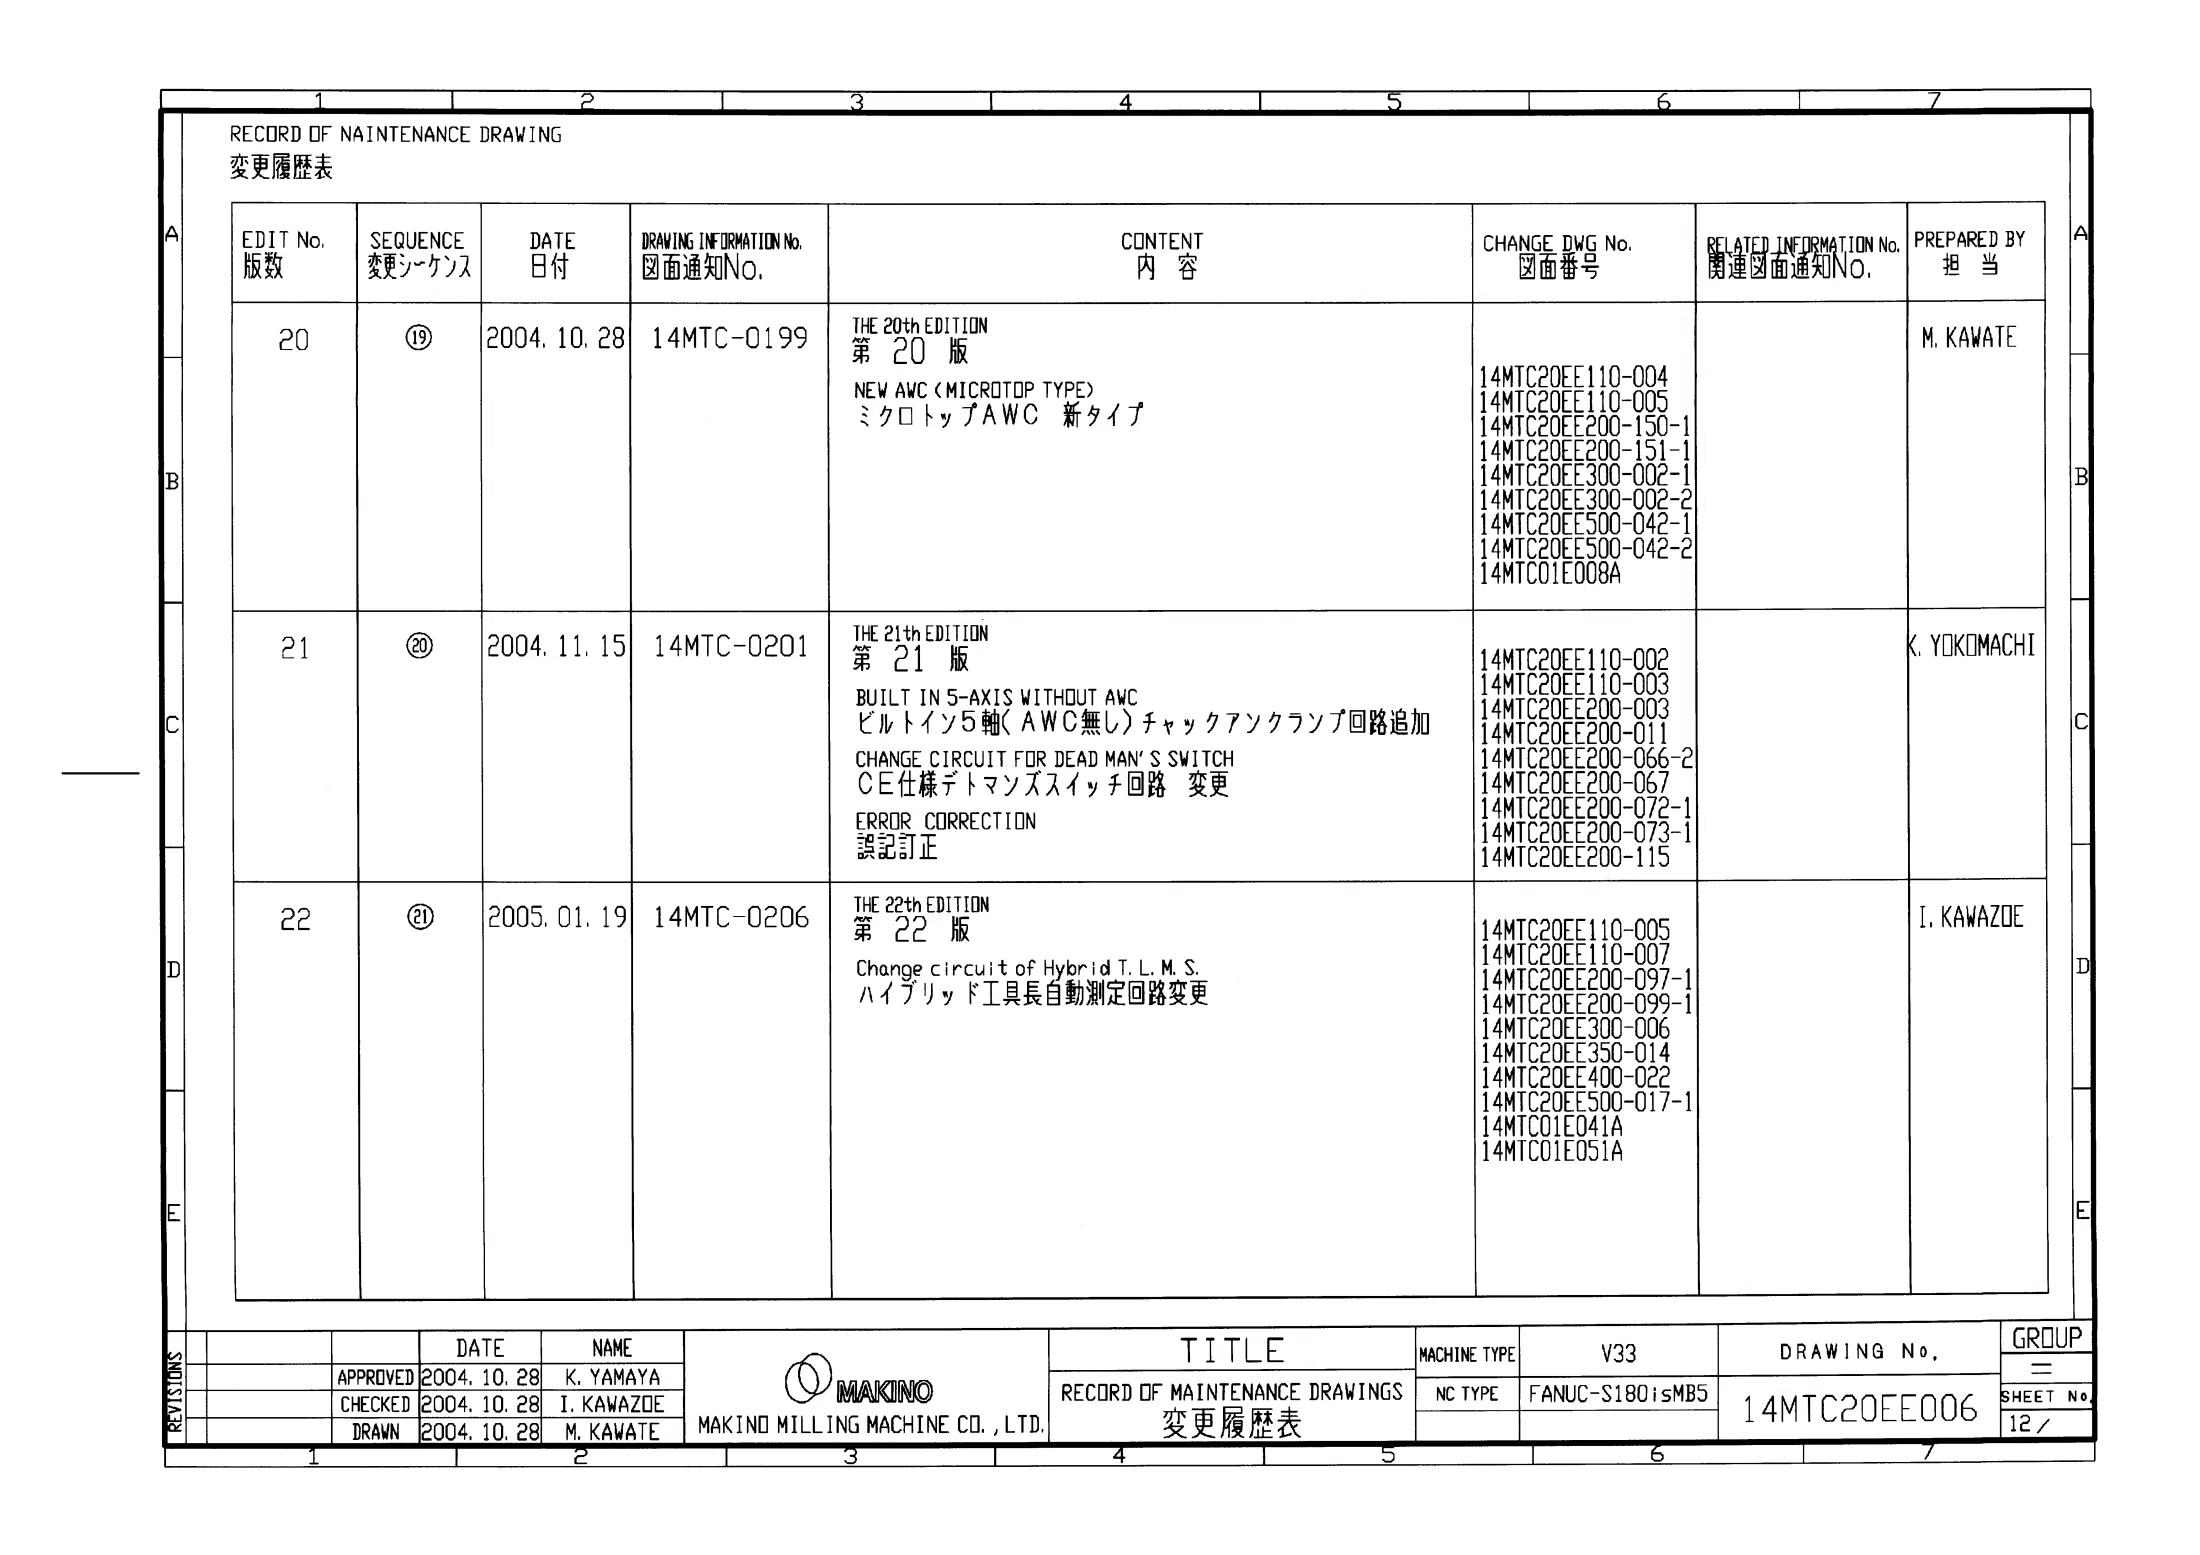 1 2 3 4 5 6 7
RECORD OF NAINTENANCE DRAWING
変更履歴表
A A
EDIT No. SEQUENCE DATE DRAWING INFORMATION No. CONTENT CHANGE DWG No. RELATED INFORMATION No. PREPARED BY
版数 変更シーケンス 日付 図面通知No. 内 容 図面番号 関連図面通知No. 担 当
20 ⑲ 2004. 10. 28 14MTC-0199 THE 20th EDITION M. KAWATE
第 20 版
NEW AWC (MICROTOP TYPE)
ミクロトップAWC 新タイプ
14MTC20EE110-004
14MTC20EE110-005
14MTC20EE200-150-1
14MTC20EE200-151-1
14MTC20EE300-002-1
14MTC20EE300-002-2
14MTC20EE500-042-1
14MTC20EE500-042-2
14MTC01E008A
B B
21 ⑳ 2004. 11. 15 14MTC-0201 THE 21th EDITION K. YOKOMACHI
第 21 版
BUILT IN 5-AXIS WITHOUT AWC
ビルトイン5軸(AWC無し)チャックアンクランプ回路追加
CHANGE CIRCUIT FOR DEAD MAN'S SWITCH
CE仕様デトマンズスイッチ回路 変更
ERROR CORRECTION
誤記訂正
14MTC20EE110-002
14MTC20EE110-003
14MTC20EE200-003
14MTC20EE200-011
14MTC20EE200-066-2
14MTC20EE200-067
14MTC20EE200-072-1
14MTC20EE200-073-1
14MTC20EE200-115
C C
22 ㉑ 2005. 01. 19 14MTC-0206 THE 22th EDITION I. KAWAZOE
第 22 版
Change circuit of Hybrid T. L. M. S.
ハイブリッド工具長自動測定回路変更
14MTC20EE110-005
14MTC20EE110-007
14MTC20EE200-097-1
14MTC20EE200-099-1
14MTC20EE300-006
14MTC20EE350-014
14MTC20EE400-022
14MTC20EE500-017-1
14MTC01E041A
14MTC01E051A
D D
E E
REVISIONS
DATE NAME
APPROVED 2004. 10. 28 K. YAMAYA
CHECKED 2004. 10. 28 I. KAWAZOE
DRAWN 2004. 10. 28 M. KAWATE
MAKINO
MAKINO MILLING MACHINE CO. , LTD.
TITLE
RECORD OF MAINTENANCE DRAWINGS
変更履歴表
MACHINE TYPE V33
NC TYPE FANUC-S180isMB5
DRAWING No.
14MTC20EE006
GROUP
=
SHEET No.
12/
1 2 3 4 5 6 7